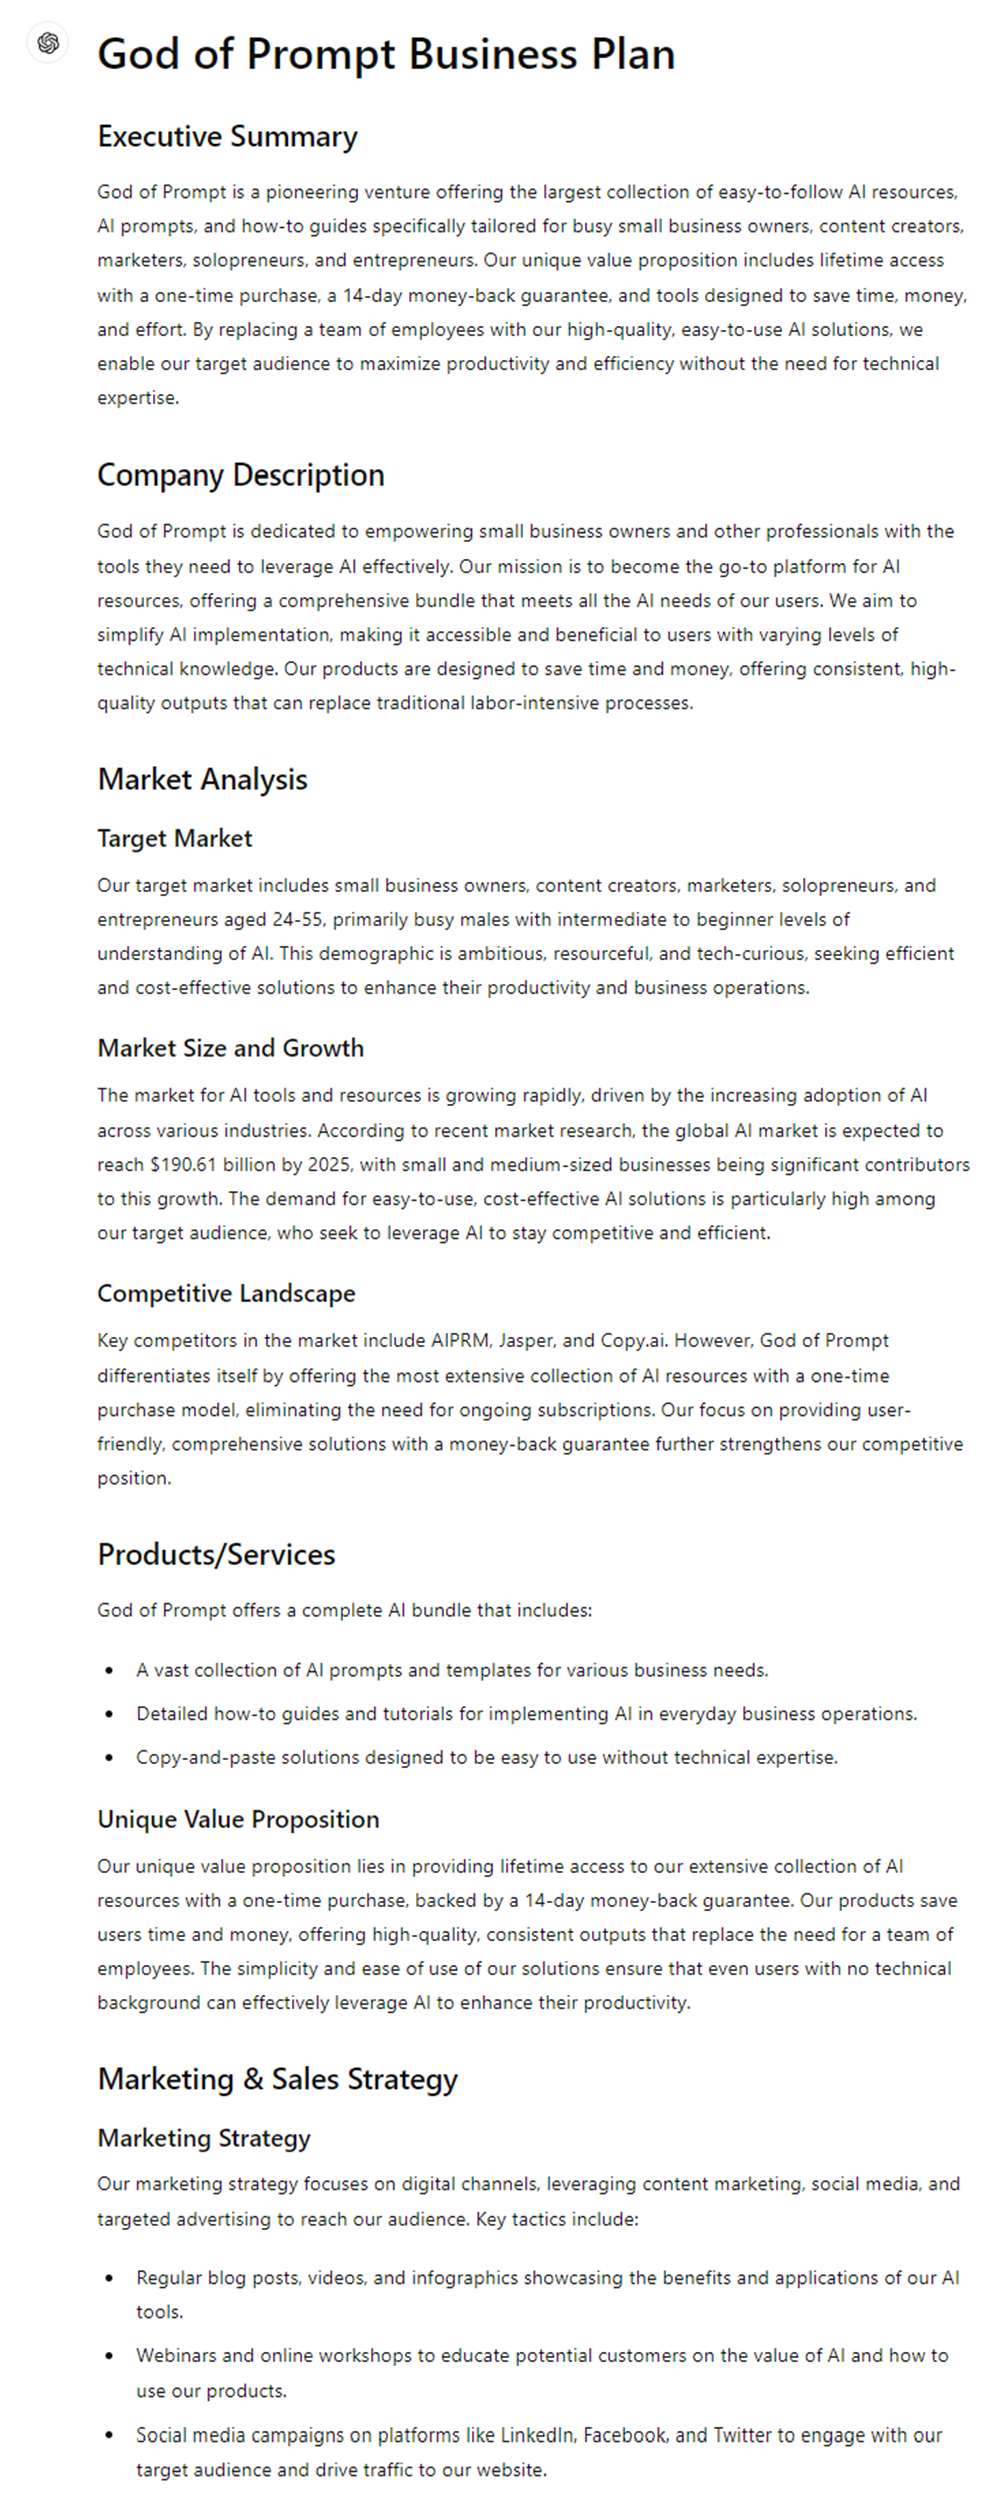 God of Prompt Business Plan
Executive Summary
God of Prompt is a pioneering venture offering the largest collection of easy-to-follow AI resources,
AI prompts, and how-to guides specifically tailored for busy small business owners, content creators,
marketers, solopreneurs, and entrepreneurs. Our unique value proposition includes lifetime access
with a one-time purchase, a 14-day money-back guarantee, and tools designed to save time, money,
and effort. By replacing a team of employees with our high-quality, easy-to-use AI solutions, we
enable our target audience to maximize productivity and efficiency without the need for technical
expertise.
Company Description
God of Prompt is dedicated to empowering small business owners and other professionals with the
tools they need to leverage AI effectively. Our mission is to become the go-to platform for AI
resources, offering a comprehensive bundle that meets all the AI needs of our users. We aim to
simplify AI implementation, making it accessible and beneficial to users with varying levels of
technical knowledge. Our products are designed to save time and money, offering consistent, high-
quality outputs that can replace traditional labor-intensive processes.
Market Analysis
Target Market
Our target market includes small business owners, content creators, marketers, solopreneurs, and
entrepreneurs aged 24-55, primarily busy males with intermediate to beginner levels of
understanding of AI. This demographic is ambitious, resourceful, and tech-curious, seeking efficient
and cost-effective solutions to enhance their productivity and business operations.
Market Size and Growth
The market for AI tools and resources is growing rapidly, driven by the increasing adoption of AI
across various industries. According to recent market research, the global AI market is expected to
reach $190.61 billion by 2025, with small and medium-sized businesses being significant contributors
to this growth. The demand for easy-to-use, cost-effective AI solutions is particularly high among
our target audience, who seek to leverage AI to stay competitive and efficient.
Competitive Landscape
Key competitors in the market include AIPRM, Jasper, and Copy.ai. However, God of Prompt
differentiates itself by offering the most extensive collection of AI resources with a one-time
purchase model, eliminating the need for ongoing subscriptions. Our focus on providing user-
friendly, comprehensive solutions with a money-back guarantee further strengthens our competitive
position.
Products/Services
God of Prompt offers a complete AI bundle that includes:
• A vast collection of AI prompts and templates for various business needs.
• Detailed how-to guides and tutorials for implementing AI in everyday business operations.
• Copy-and-paste solutions designed to be easy to use without technical expertise.
Unique Value Proposition
Our unique value proposition lies in providing lifetime access to our extensive collection of AI
resources with a one-time purchase, backed by a 14-day money-back guarantee. Our products save
users time and money, offering high-quality, consistent outputs that replace the need for a team of
employees. The simplicity and ease of use of our solutions ensure that even users with no technical
background can effectively leverage AI to enhance their productivity.
Marketing & Sales Strategy
Marketing Strategy
Our marketing strategy focuses on digital channels, leveraging content marketing, social media, and
targeted advertising to reach our audience. Key tactics include:
• Regular blog posts, videos, and infographics showcasing the benefits and applications of our AI
tools.
• Webinars and online workshops to educate potential customers on the value of AI and how to
use our products.
• Social media campaigns on platforms like LinkedIn, Facebook, and Twitter to engage with our
target audience and drive traffic to our website.